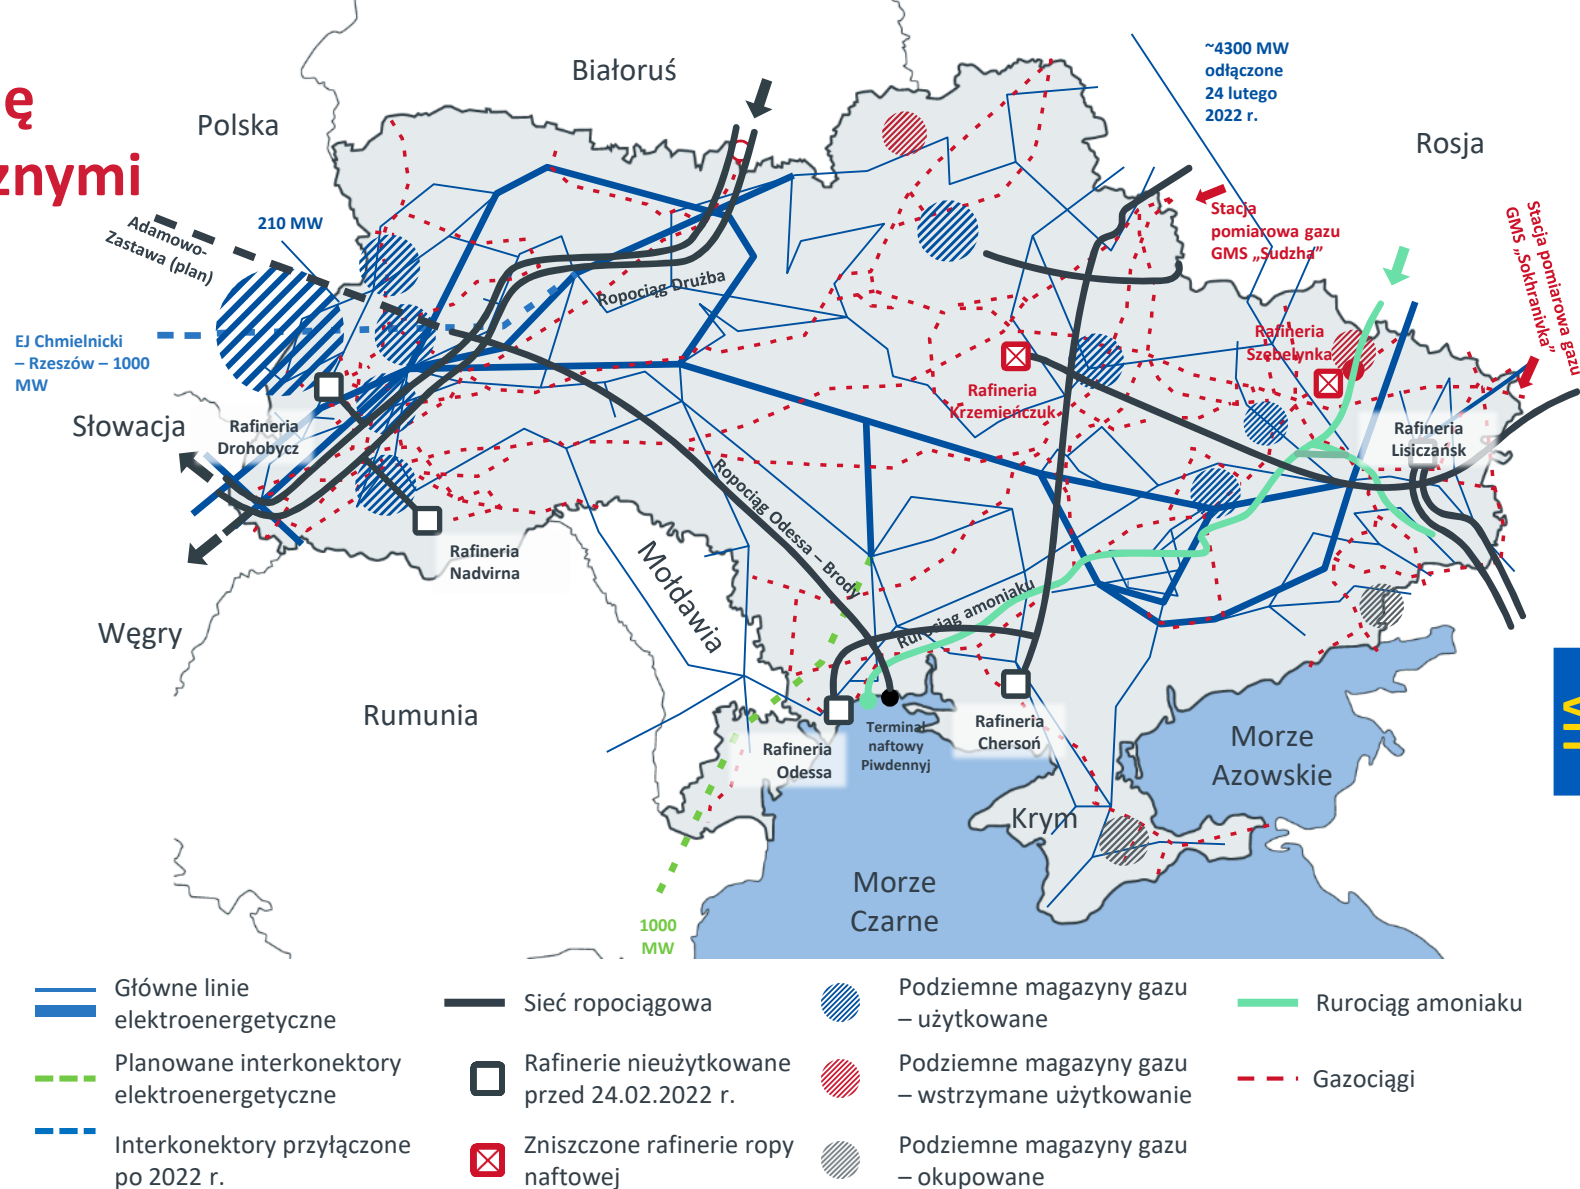 ę
znymi
Białoruś
Polska
~4300 MW
odłączone
24 lutego
2022 r.
Rosja
Adamowo-
Zastawa (plan)
210 MW
Stacja
pomiarowa gazu
GMS „Sudzha”
Stacja pomiarowa gazu
GMS „Sokhranivka”
Ropociąg Drużba
EJ Chmielnicki
– Rzeszów – 1000
MW
Rafineria
Szebelynka
Rafineria
Krzemieńczuk
Słowacja
Rafineria
Drohobycz
Rafineria
Lisiczańsk
Ropociąg Odessa – Brody
Rafineria
Nadvirna
Mołdawia
Rurociąg amoniaku
Węgry
Rumunia
Rafineria
Odessa
Terminal
naftowy
Piwdennyj
Rafineria
Chersoń
Morze
Azowskie
Krym
Morze
Czarne
1000
MW
Główne linie
elektroenergetyczne
Planowane interkonektory
elektroenergetyczne
Interkonektory przyłączone
po 2022 r.
Sieć ropociągowa
Rafinerie nieużytkowane
przed 24.02.2022 r.
Zniszczone rafinerie ropy
naftowej
Podziemne magazyny gazu
– użytkowane
Podziemne magazyny gazu
– wstrzymane użytkowanie
Podziemne magazyny gazu
– okupowane
Rurociąg amoniaku
Gazociągi